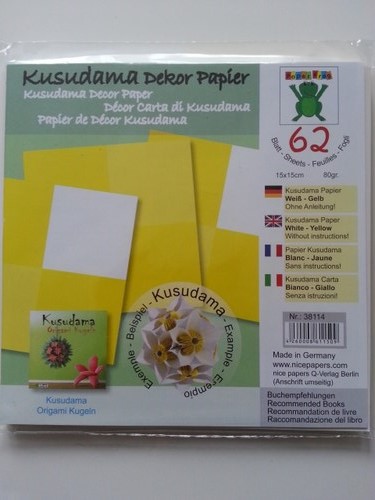 Kusudama Dekor Papier
Kusudama Decor Paper
Décor Carta di Kusudama
Papier de Décor Kusudama
62
Blatt - Sheets - Feuilles - Fogli
15x15cm 80gr.
Kusudama Papier
Weiß - Gelb
Ohne Anleitung!
Kusudama Paper
White - Yellow
Without instructions!
Papier Kusudama
Blanc - Jaune
Sans instructions!
Kusudama Carta
Bianco - Giallo
Senza istruzioni!
Nr.: 38114
Made in Germany
www.nicepapers.com
nice papers Q-Verlag Berlin
(Anschrift umseitig)
Buchempfehlungen
Recommended Books
Recommandation de livre
Raccomandazione del libro
Exemple - Beispiel - Kusudama - Example - Esempio
Kusudama
Origami Kugeln
Kusudama
Origami Kugeln